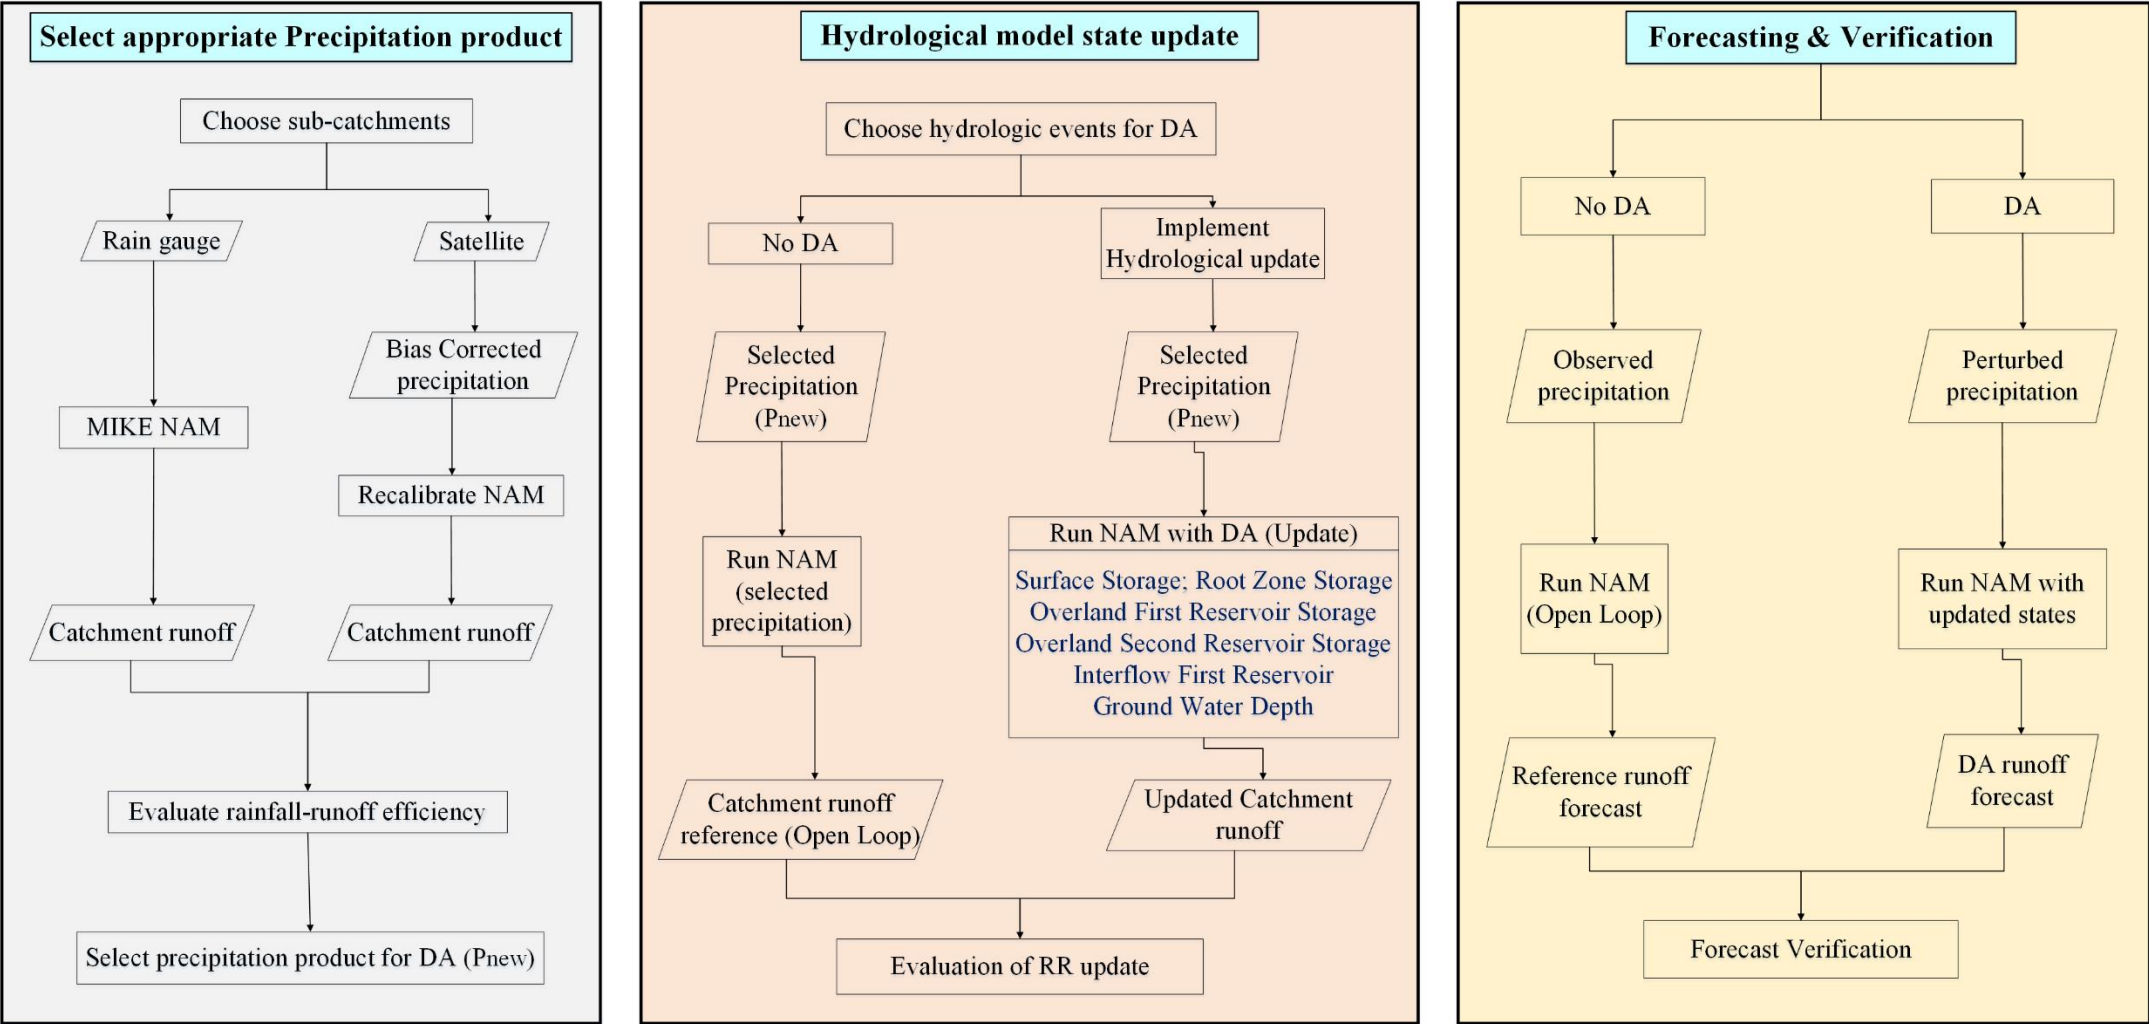 Select appropriate Precipitation product
Choose sub-catchments
Rain gauge
Satellite
Bias Corrected
precipitation
MIKE NAM
Recalibrate NAM
Catchment runoff
Catchment runoff
Evaluate rainfall-runoff efficiency
Select precipitation product for DA (Pnew)
Hydrological model state update
Choose hydrologic events for DA
No DA
Implement
Hydrological update
Selected
Precipitation
(Pnew)
Selected
Precipitation
(Pnew)
Run NAM
(selected
precipitation)
Run NAM with DA (Update)
Surface Storage; Root Zone Storage
Overland First Reservoir Storage
Overland Second Reservoir Storage
Interflow First Reservoir
Ground Water Depth
Catchment runoff
reference (Open Loop)
Updated Catchment
runoff
Evaluation of RR update
Forecasting & Verification
No DA
DA
Observed
precipitation
Perturbed
precipitation
Run NAM
(Open Loop)
Run NAM with
updated states
Reference runoff
forecast
DA runoff
forecast
Forecast Verification